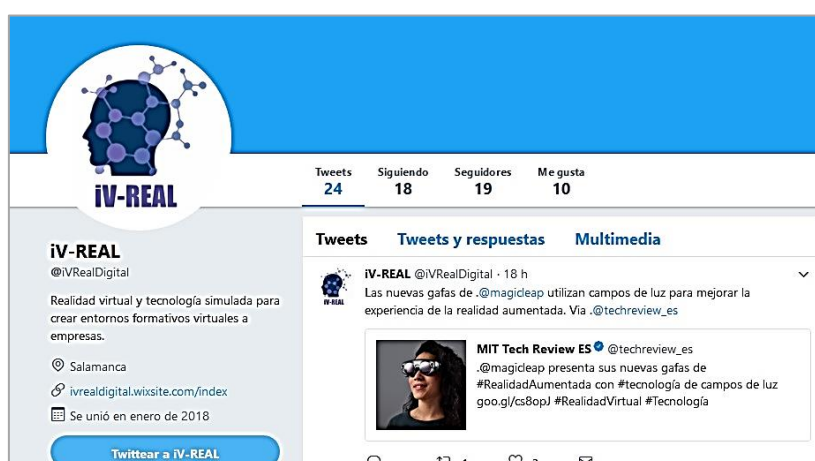 iV-REAL
Tweets Siguiendo Seguidores Me gusta
24 18 19 10
iV-REAL
@iVRealDigital
Realidad virtual y tecnología simulada para
crear entornos formativos virtuales a
empresas.
Salamanca
ivrealdigital.wixsite.com/index
Se unió en enero de 2018
Twittear a iV-REAL
Tweets Tweets y respuestas Multimedia
iV-REAL
iV-REAL @iVRealDigital · 18 h
Las nuevas gafas de .@magicleap utilizan campos de luz para mejorar la
experiencia de la realidad aumentada. Via .@techreview_es
MIT Tech Review ES @techreview_es
.@magicleap presenta sus nuevas gafas de
#RealidadAumentada con #tecnología de campos de luz
goo.gl/cs8opJ #RealidadVirtual #Tecnología